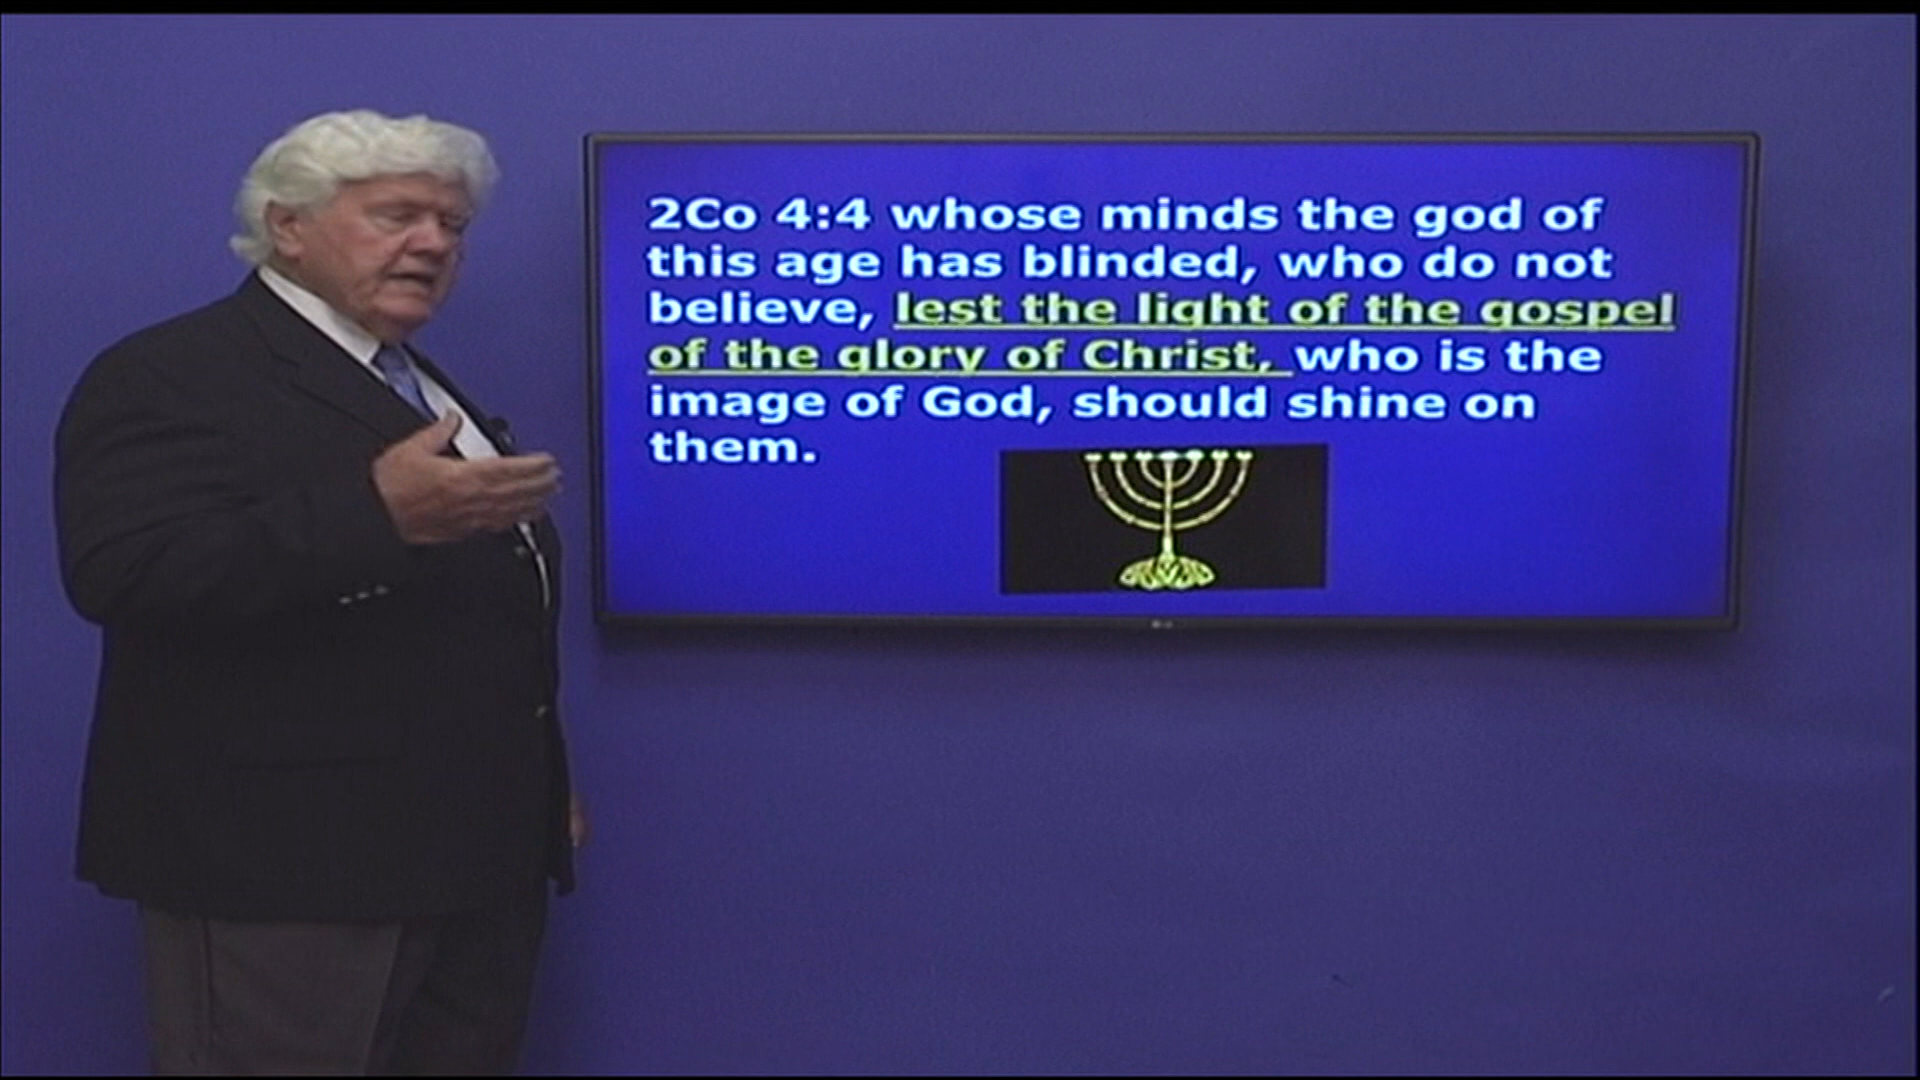 2Co 4:4 whose minds the god of
this age has blinded, who do not
believe, lest the light of the gospel
of the glory of Christ, who is the
image of God, should shine on
them.